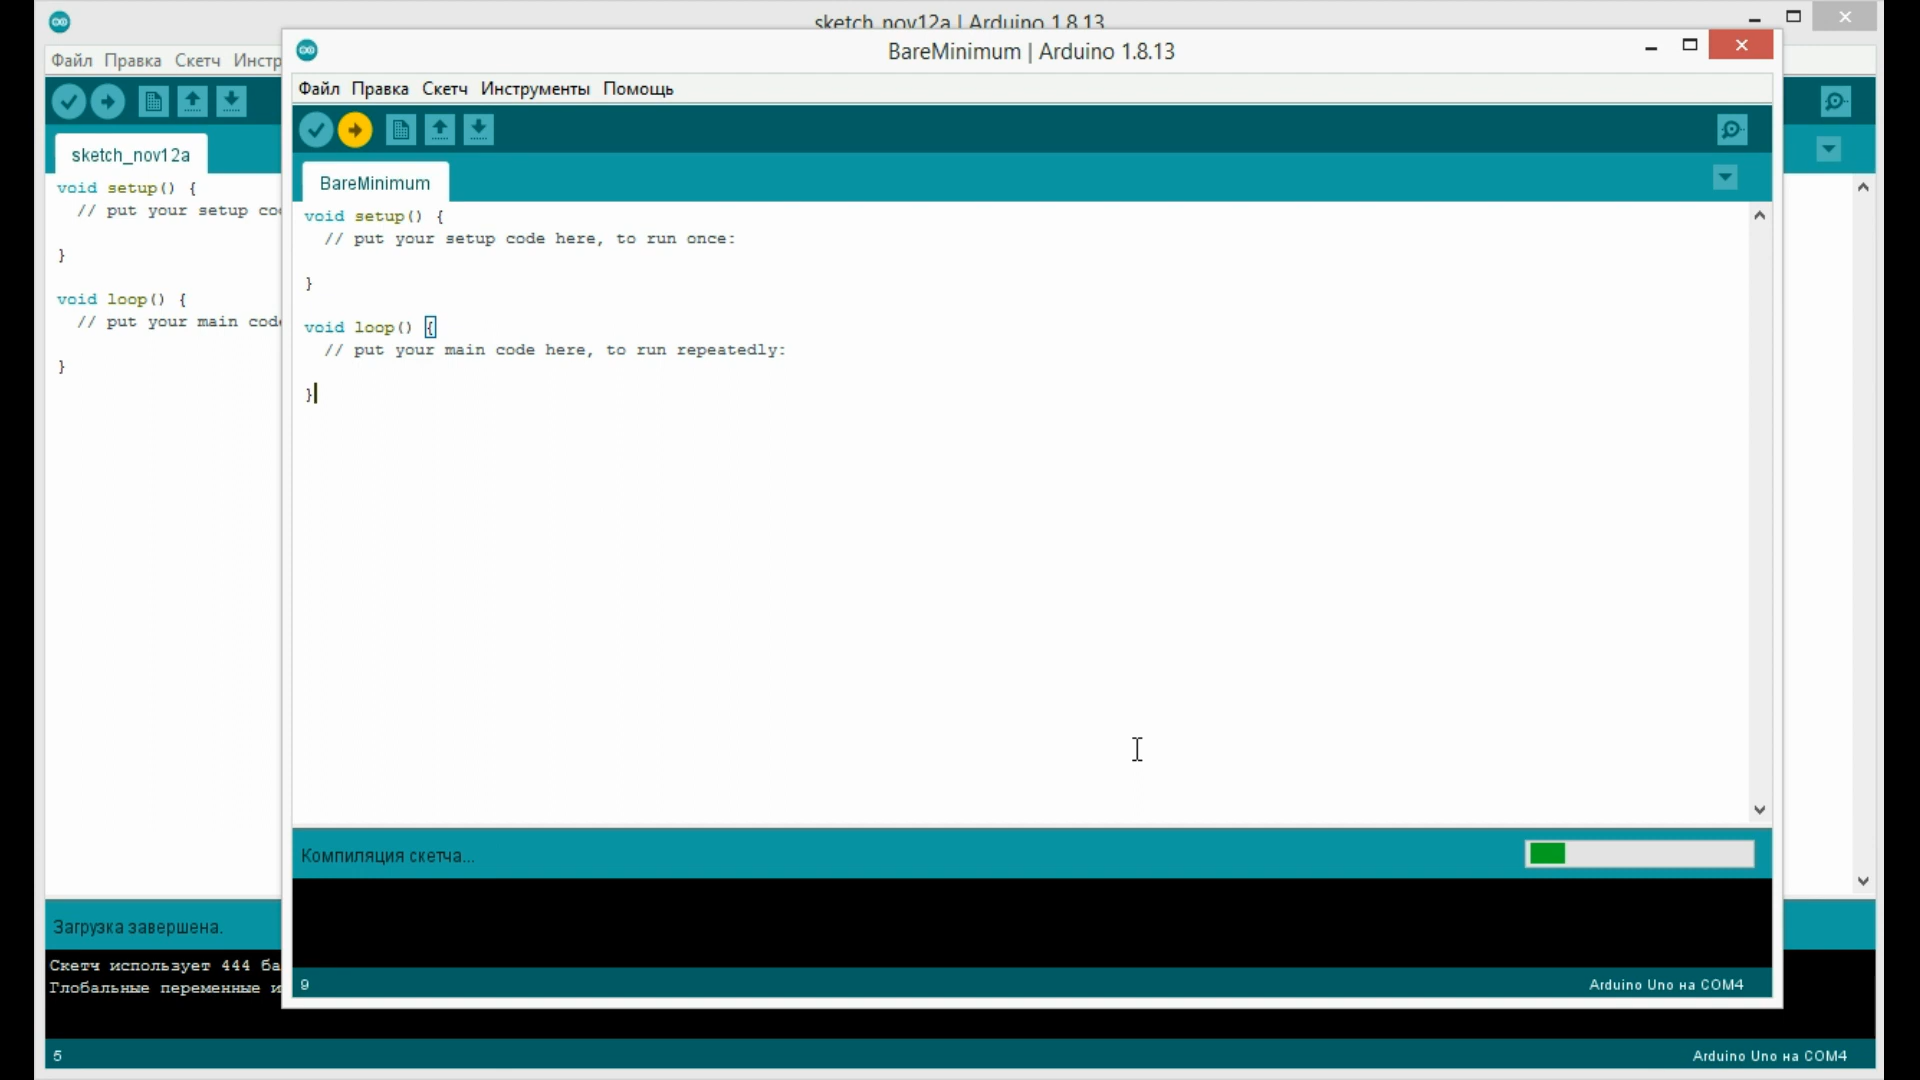 sketch_nov12a | Arduino 1.8.13
Файл Правка Скетч Инстр
sketch_nov12a
void setup() {
// put your setup co
}
void loop() {
// put your main code
}
Загрузка завершена.
Скетч использует 444 ба
Глобальные переменные и
5
Arduino Uno на COM4
BareMinimum | Arduino 1.8.13
Файл Правка Скетч Инструменты Помощь
BareMinimum
void setup() {
// put your setup code here, to run once:
}
void loop() {
// put your main code here, to run repeatedly:
}
Компиляция скетча...
9
Arduino Uno на COM4